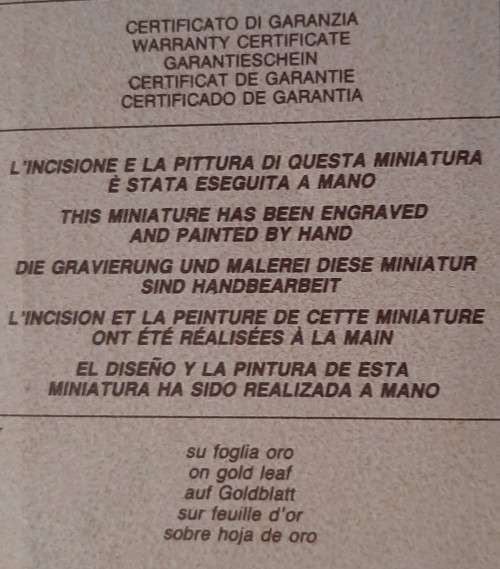 CERTIFICATO DI GARANZIA
WARRANTY CERTIFICATE
GARANTIESCHEIN
CERTIFICAT DE GARANTIE
CERTIFICADO DE GARANTIA
L'INCISIONE E LA PITTURA DI QUESTA MINIATURA
È STATA ESEGUITA A MANO
THIS MINIATURE HAS BEEN ENGRAVED
AND PAINTED BY HAND
DIE GRAVIERUNG UND MALEREI DIESE MINIATUR
SIND HANDBEARBEIT
L'INCISION ET LA PEINTURE DE CETTE MINIATURE
ONT ÉTÉ RÉALISÉES À LA MAIN
EL DISEÑO Y LA PINTURA DE ESTA
MINIATURA HA SIDO REALIZADA A MANO
su foglia oro
on gold leaf
auf Goldblatt
sur feuille d'or
sobre hoja de oro